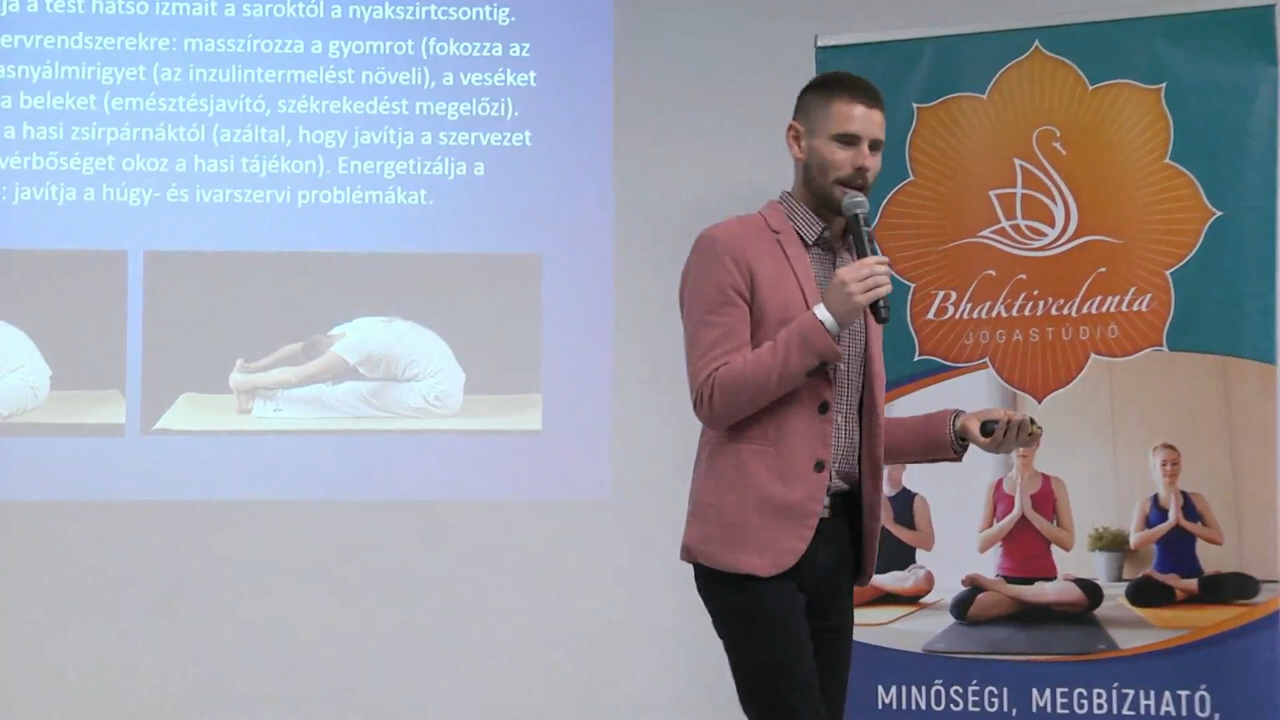 ja a test hátsó izmait a saroktól a nyakszirtcsontig.
ervrendszerekre: masszírozza a gyomrot (fokozza az
asnyálmirigyet (az inzulintermelést növeli), a veséket
a beleket (emésztésjavító, székrekedést megelőzi).
a hasi zsírpárnáktól (azáltal, hogy javítja a szervezet
vérbőséget okoz a hasi tájékon). Energetizálja a
: javítja a húgy- és ivarszervi problémákat.
Bhaktivedanta
JÓGASTÚDIÓ
MINŐSÉGI, MEGBÍZHATÓ,